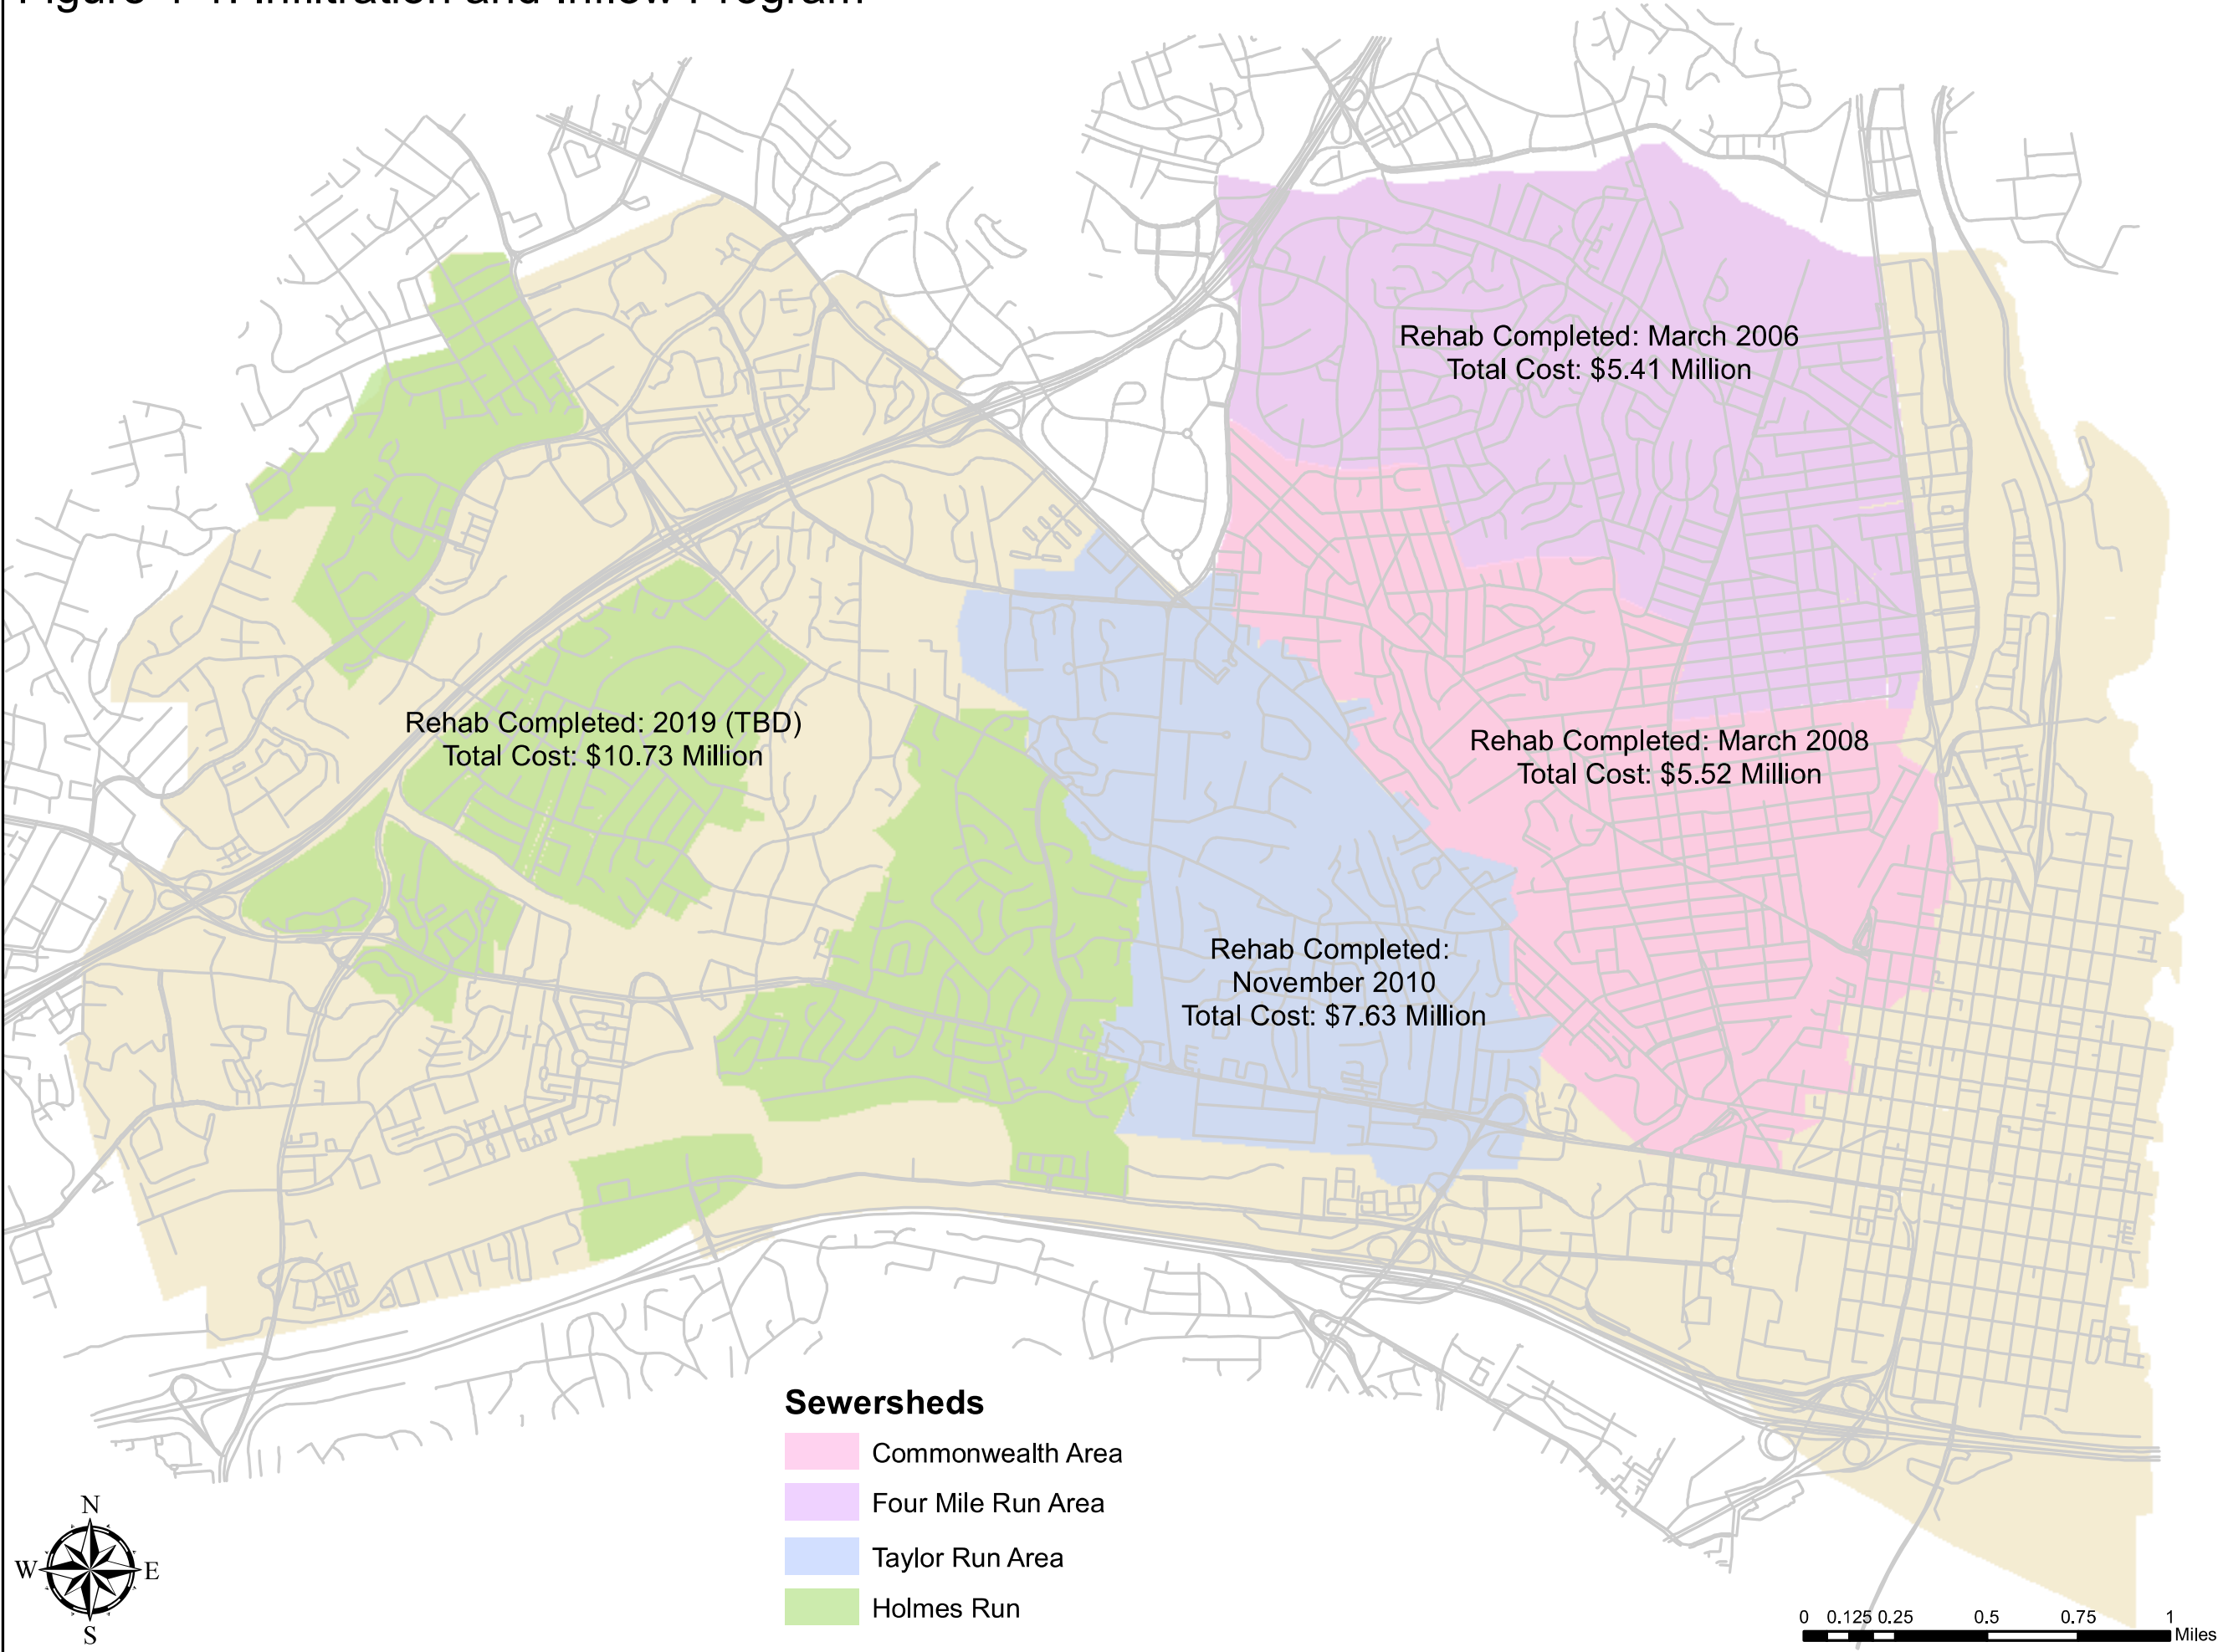 Rehab Completed: March 2006
Total Cost: $5.41 Million
Rehab Completed: 2019 (TBD)
Total Cost: $10.73 Million
Rehab Completed: March 2008
Total Cost: $5.52 Million
Rehab Completed:
November 2010
Total Cost: $7.63 Million
Sewersheds
Commonwealth Area
Four Mile Run Area
Taylor Run Area
Holmes Run
N
W E
S
0 0.125 0.25 0.5 0.75 1
Miles